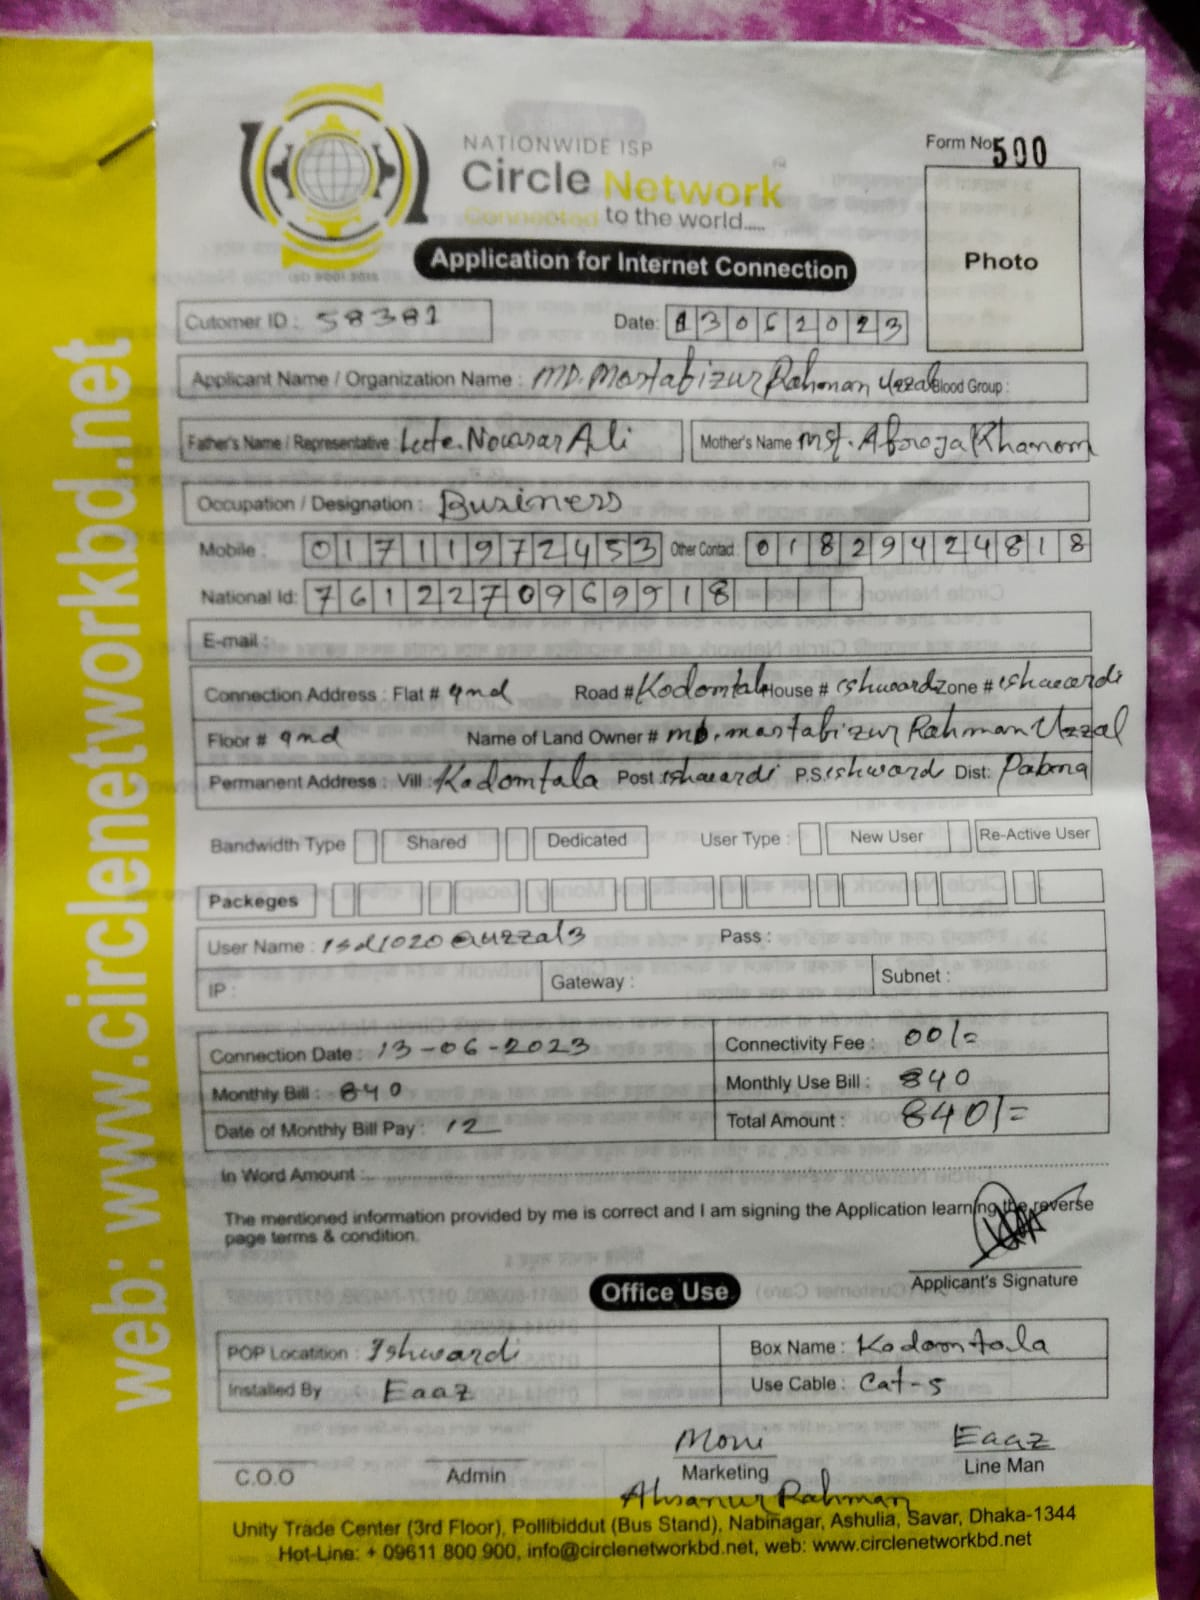 web: www.circlenetworkbd.net
NATIONWIDE ISP
Circle Network
Connected to the world.....
ISO 9001:2015
Form No 500
Photo
Application for Internet Connection
Cutomer ID : 58381
Date: 13062023
Applicant Name / Organization Name : MD. Mostabizur Rahman Uzzal Blood Group :
Father's Name / Representative : Late. Nowsar Ali Mother's Name Mst. Afroja Khanom
Occupation / Designation : Business
Mobile : 01711972453 Other Contact : 01829424818
National Id: 7612270969918
E-mail :
Connection Address : Flat # 2nd Road # Kodomtal House # ishwardi Zone # ishwardi
Floor # 2nd Name of Land Owner # MD. Mostabizur Rahman Uzzal
Permanent Address : Vill : Kodomtala Post : ishwardi P.S: ishward Dist: Pabna
Bandwidth Type Shared Dedicated User Type : New User Re-Active User
Packeges
User Name : isd1020@uzzal3 Pass :
IP : Gateway : Subnet :
Connection Date : 13-06-2023 Connectivity Fee : 00/=
Monthly Bill : 840 Monthly Use Bill : 840
Date of Monthly Bill Pay : 12 Total Amount : 840/=
In Word Amount :
The mentioned information provided by me is correct and I am signing the Application learning the reverse
page terms & condition.
Applicant's Signature
Office Use
POP Locatition : Ishwardi Box Name : Kodomtala
Installed By Eaaz Use Cable : Cat-5
Moni Eaaz
C.O.O Admin Marketing Line Man
Ahsanur Rahman
Unity Trade Center (3rd Floor), Pollibiddut (Bus Stand), Nabinagar, Ashulia, Savar, Dhaka-1344
Hot-Line: + 09611 800 900, info@circlenetworkbd.net, web: www.circlenetworkbd.net